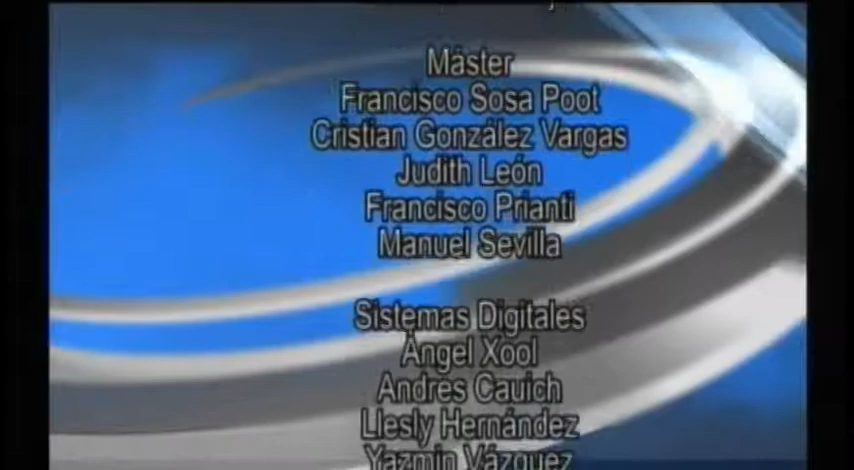 Máster
Francisco Sosa Poot
Cristian González Vargas
Judith León
Francisco Prianti
Manuel Sevilla
Sistemas Digitales
Ángel Xool
Andres Cauich
Llesly Hernández
Yazmin Vázquez